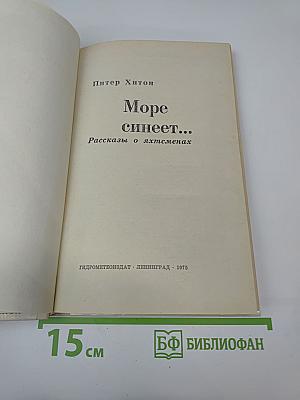 Питер Хитон
Море
синеет...
Рассказы о яхтсменах
ГИДРОМЕТЕОИЗДАТ · ЛЕНИНГРАД · 1975
15 см
БФ БИБЛИОФАН